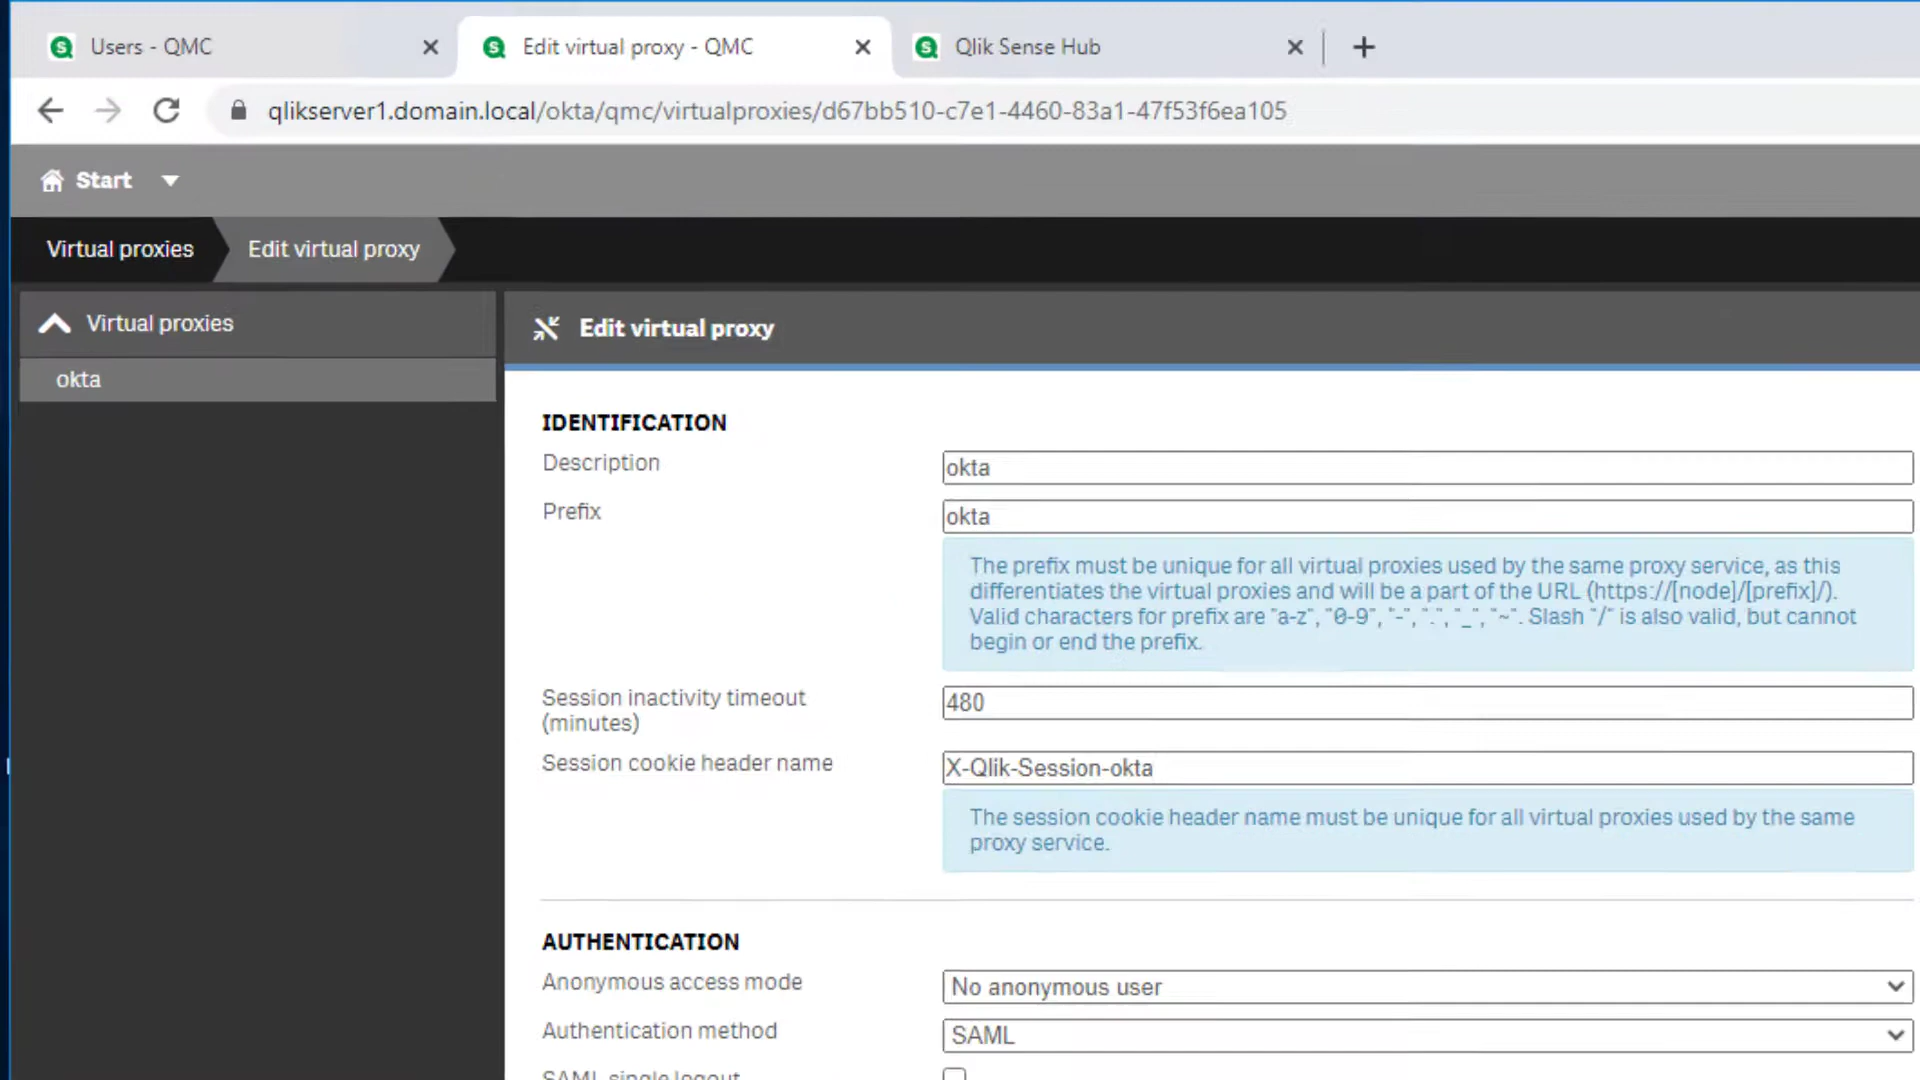 Users - QMC
Edit virtual proxy - QMC
Qlik Sense Hub
qlikserver1.domain.local/okta/qmc/virtualproxies/d67bb510-c7e1-4460-83a1-47f53f6ea105
Start
Virtual proxies
Edit virtual proxy
Virtual proxies
okta
Edit virtual proxy
IDENTIFICATION
Description
okta
Prefix
okta
The prefix must be unique for all virtual proxies used by the same proxy service, as this
differentiates the virtual proxies and will be a part of the URL (https://[node]/[prefix]/).
Valid characters for prefix are "a-z", "0-9", "-", ".", "_", "~". Slash "/" is also valid, but cannot
begin or end the prefix.
Session inactivity timeout
(minutes)
480
Session cookie header name
X-Qlik-Session-okta
The session cookie header name must be unique for all virtual proxies used by the same
proxy service.
AUTHENTICATION
Anonymous access mode
No anonymous user
Authentication method
SAML
SAML single logout